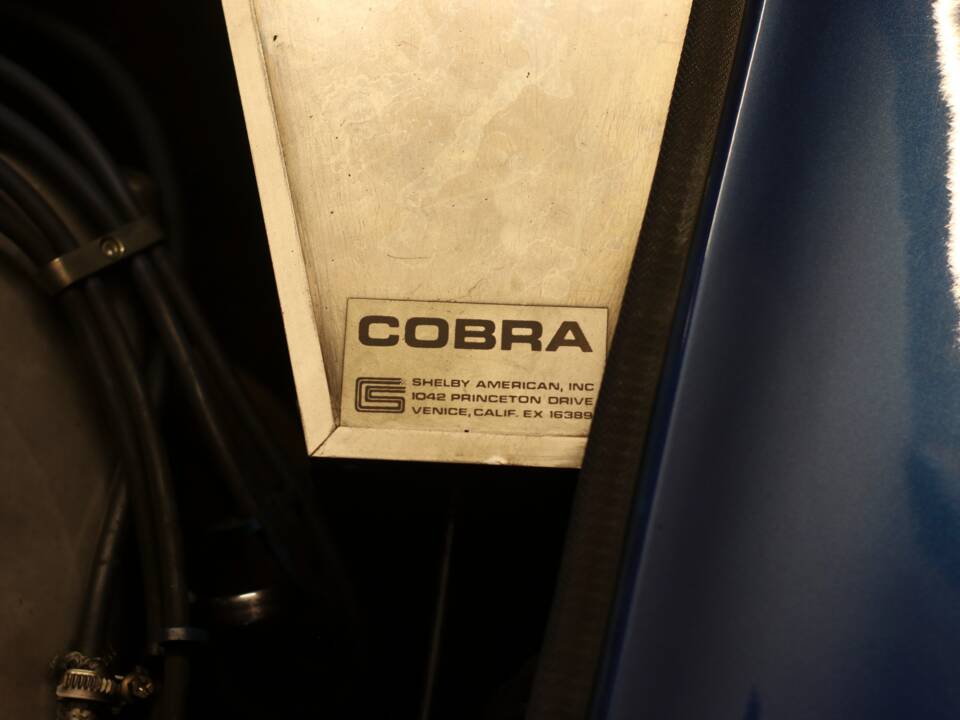 COBRA
SHELBY AMERICAN, INC
1042 PRINCETON DRIVE
VENICE, CALIF. EX 16389